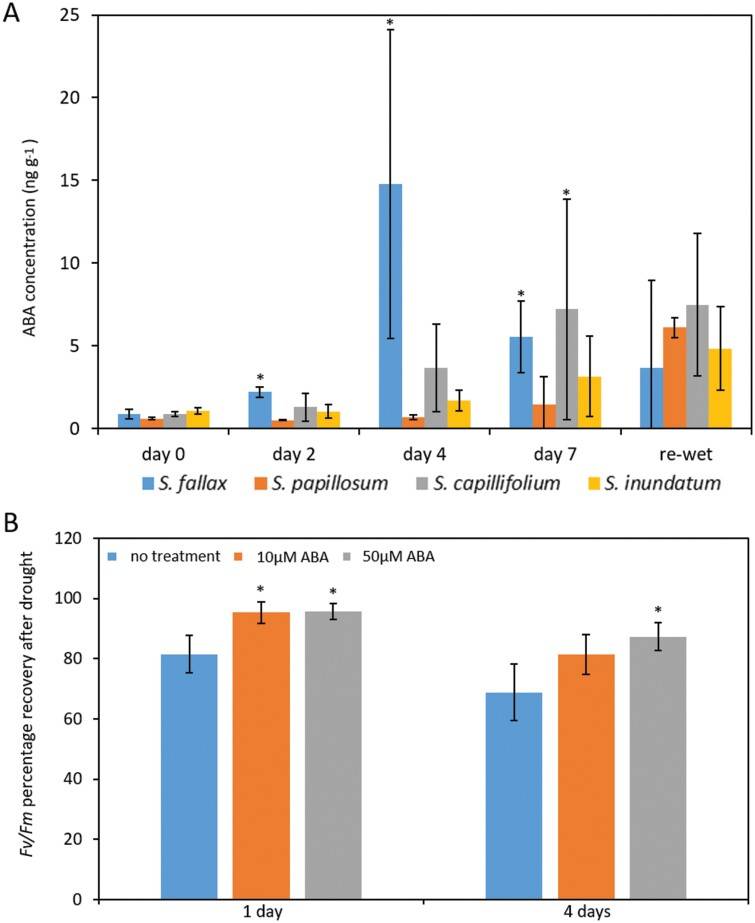 A
25
20
15
10
5
0
ABA concentration (ng g-1 )
*
*
*
*
day 0 day 2 day 4 day 7 re-wet
S. fallax S. papillosum S. capillifolium S. inundatum
B
120
100
80
60
40
20
0
Fv/Fm percentage recovery after drought
no treatment 10µM ABA 50µM ABA
* *
*
1 day 4 days